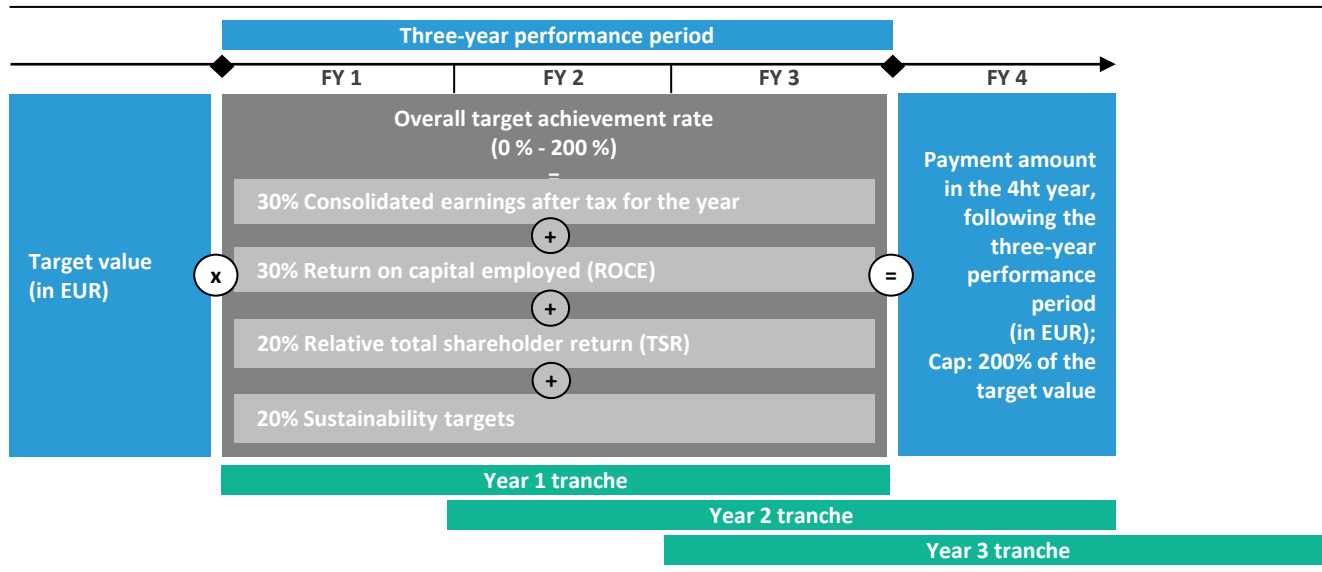 Three-year performance period
FY 1
FY 2
FY 3
FY 4
Target value
(in EUR)
x
Overall target achievement rate
(0 % - 200 %)
=
30% Consolidated earnings after tax for the year
+
30% Return on capital employed (ROCE)
+
20% Relative total shareholder return (TSR)
+
20% Sustainability targets
=
Payment amount
in the 4ht year,
following the
three-year
performance
period
(in EUR);
Cap: 200% of the
target value
Year 1 tranche
Year 2 tranche
Year 3 tranche